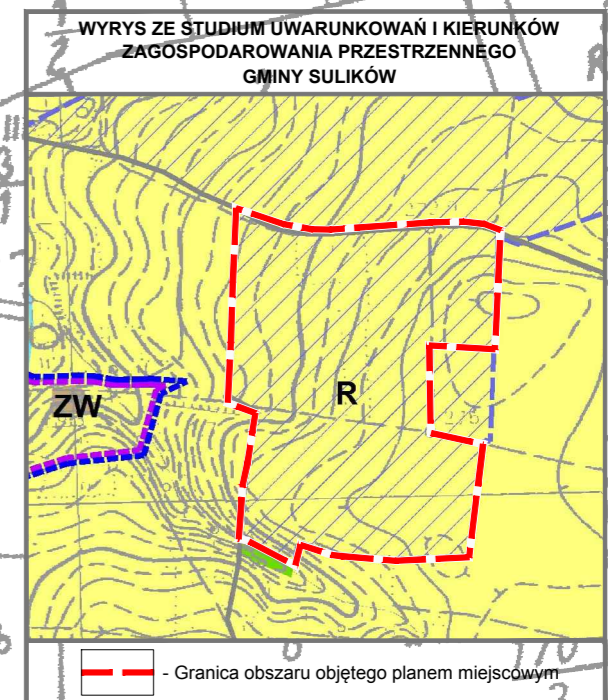 WYRYS ZE STUDIUM UWARUNKOWAŃ I KIERUNKÓW
ZAGOSPODAROWANIA PRZESTRZENNEGO
GMINY SULIKÓW
R
ZW
- Granica obszaru objętego planem miejscowym